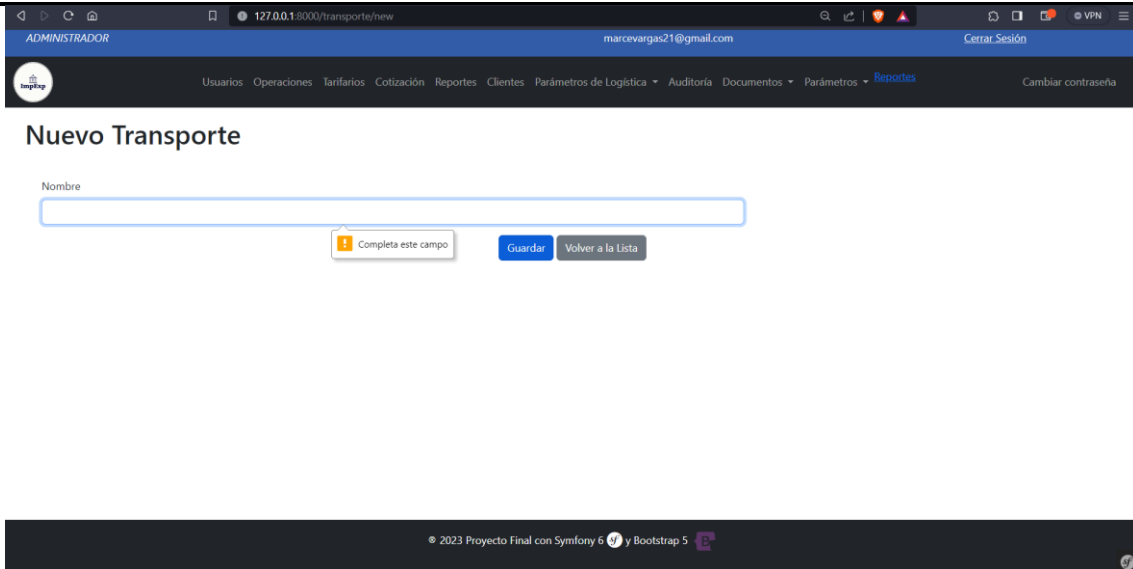 127.0.0.1:8000/transporte/new
VPN
ADMINISTRADOR marcevargas21@gmail.com Cerrar Sesión
ImpExp Usuarios Operaciones Tarifarios Cotización Reportes Clientes Parámetros de Logística Auditoría Documentos Parámetros Reportes Cambiar contraseña
Nuevo Transporte
Nombre
Completa este campo
Guardar Volver a la Lista
® 2023 Proyecto Final con Symfony 6 sf y Bootstrap 5 B
sf